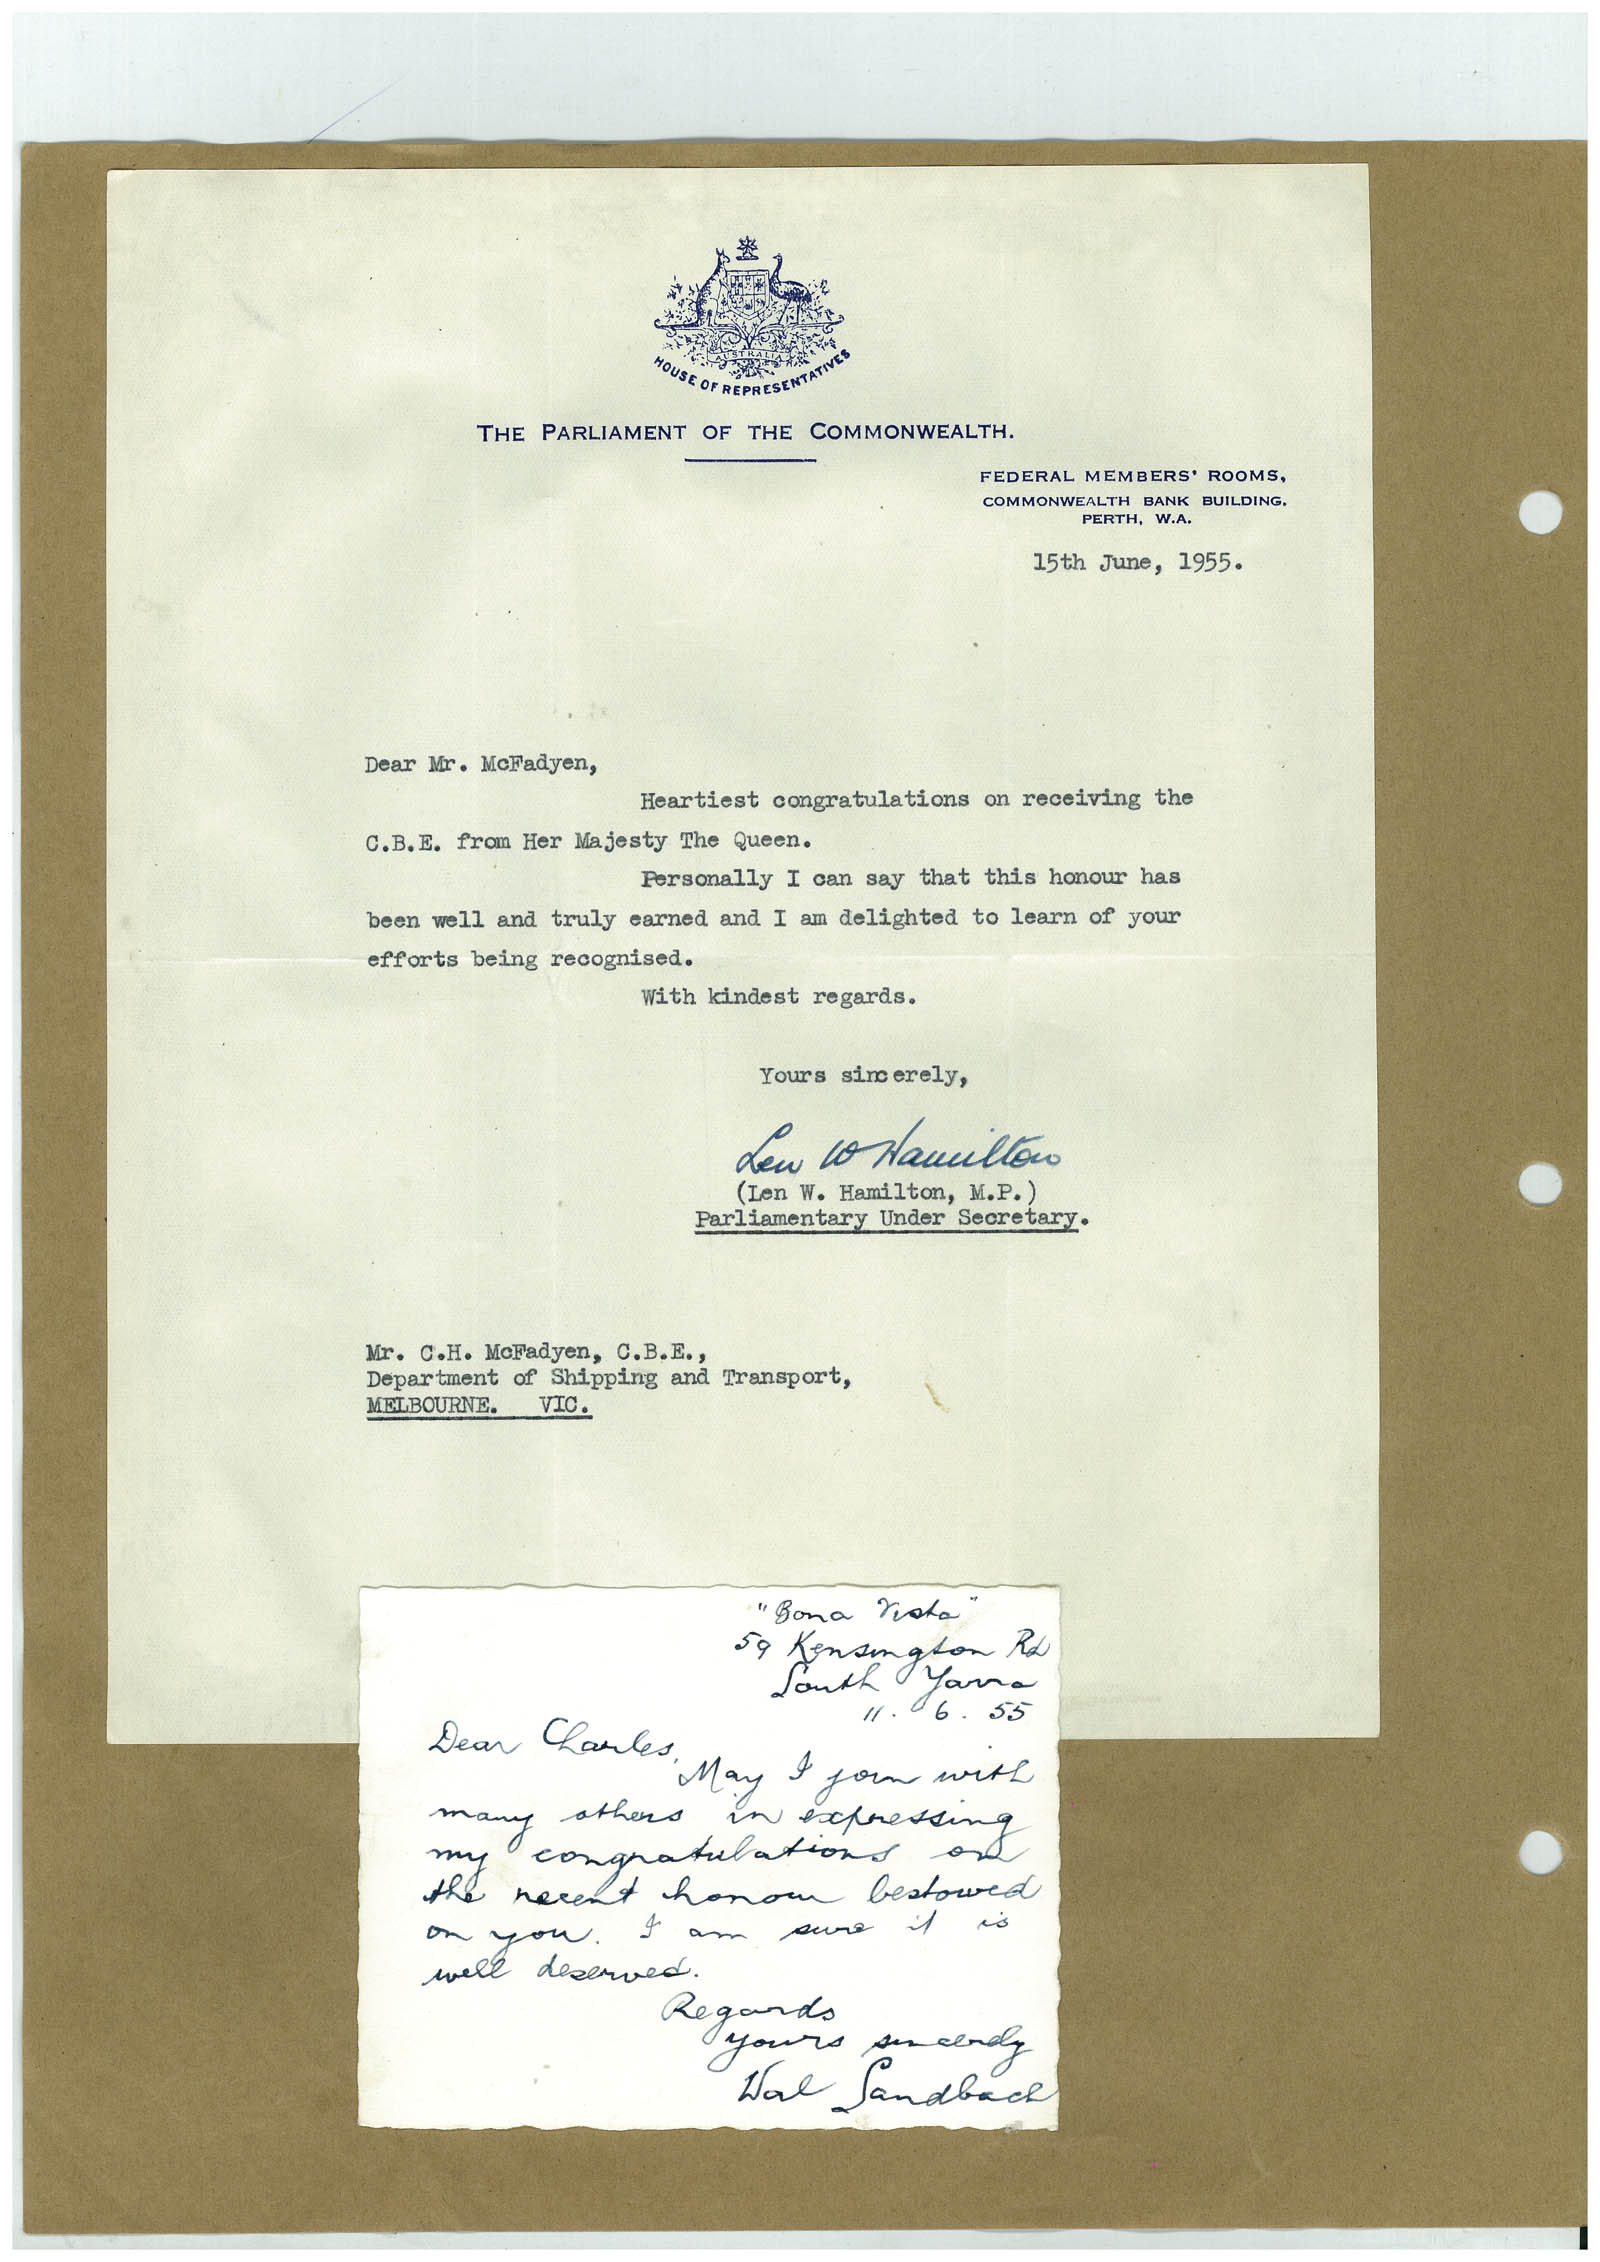 AUSTRALIA
HOUSE OF REPRESENTATIVES
THE PARLIAMENT OF THE COMMONWEALTH.
FEDERAL MEMBERS' ROOMS,
COMMONWEALTH BANK BUILDING.
PERTH, W.A.
15th June, 1955.
Dear Mr. McFadyen,
Heartiest congratulations on receiving the
C.B.E. from Her Majesty The Queen.
Personally I can say that this honour has
been well and truly earned and I am delighted to learn of your
efforts being recognised.
With kindest regards.
Yours sincerely,
Len W Hamilton
(Len W. Hamilton, M.P.)
Parliamentary Under Secretary.
Mr. C.H. McFadyen, C.B.E.,
Department of Shipping and Transport,
MELBOURNE. VIC.
"Bona Vista"
59 Kensington Rd
South Yarra
11. 6. 55
Dear Charles,
May I join with
many others in expressing
my congratulations on
the recent honour bestowed
on you. I am sure it is
well deserved.
Regards
yours sincerely
Wal Sandbach